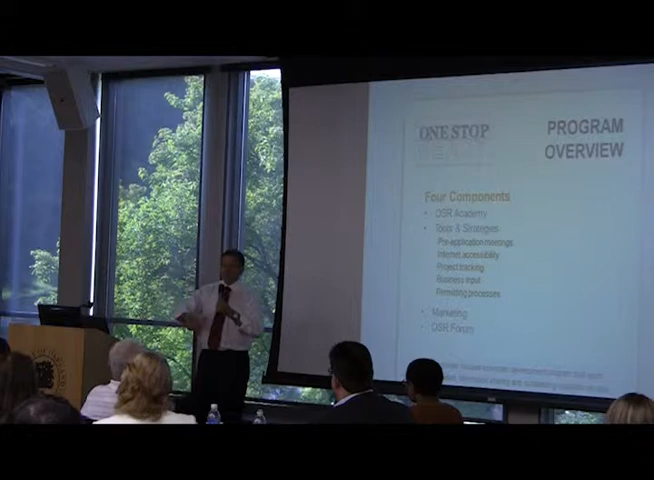 ONE STOP
PROGRAM
OVERVIEW
Four Components
• OSR Academy
• Tools & Strategies
Pre-application meetings
Internet accessibility
Project tracking
Business input
Permitting processes
• Marketing
• OSR Forum